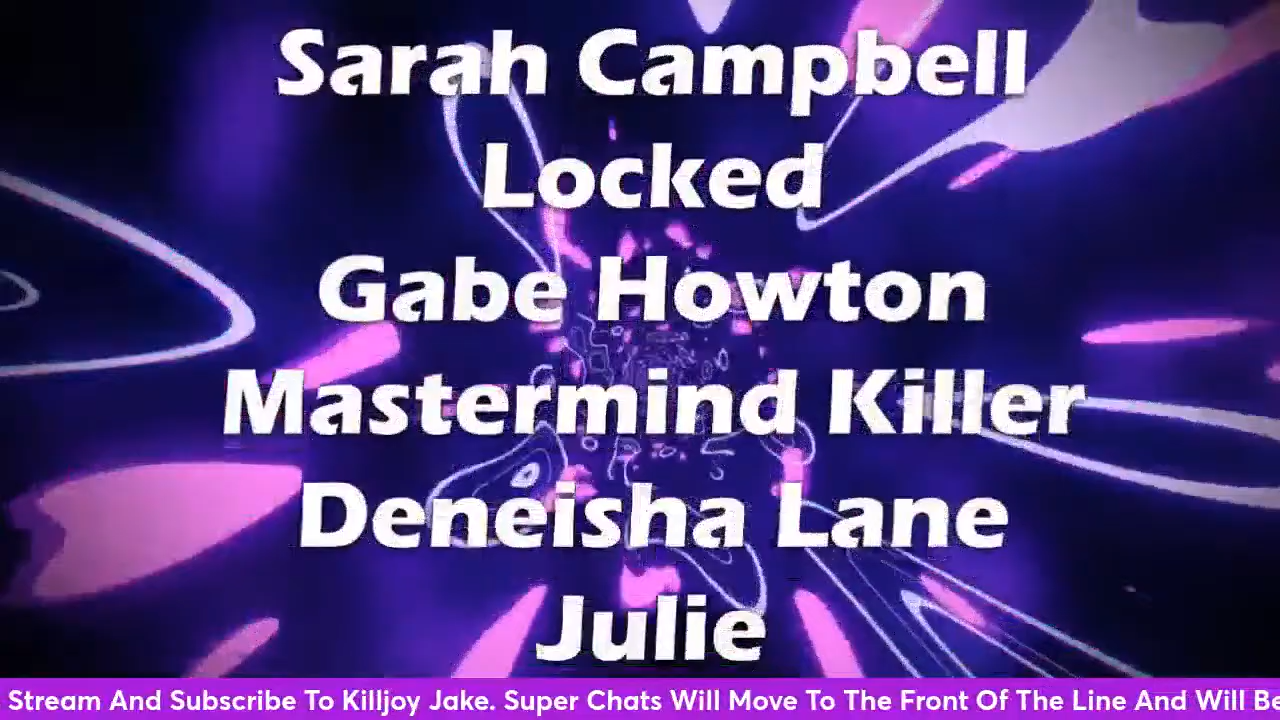 Sarah Campbell
Locked
Gabe Howton
Mastermind Killer
Deneisha Lane
Julie
Stream And Subscribe To Killjoy Jake. Super Chats Will Move To The Front Of The Line And Will Be